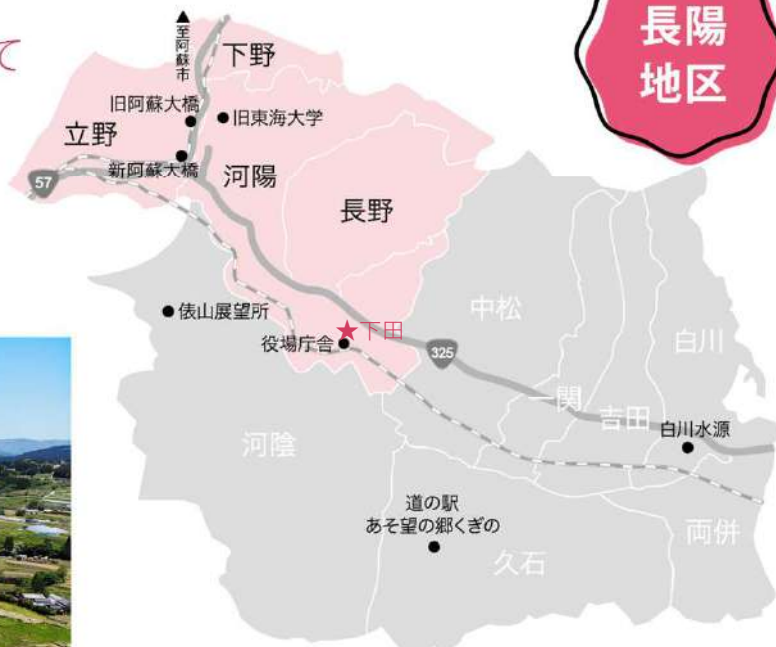 て
長陽
地区
▲至阿蘇市
下野
旧阿蘇大橋
旧東海大学
立野
新阿蘇大橋
河陽
57
長野
俵山展望所
中松
★下田
役場庁舎
325
白川
一関
吉田
白川水源
河陰
道の駅
あそ望の郷くぎの
両併
久石